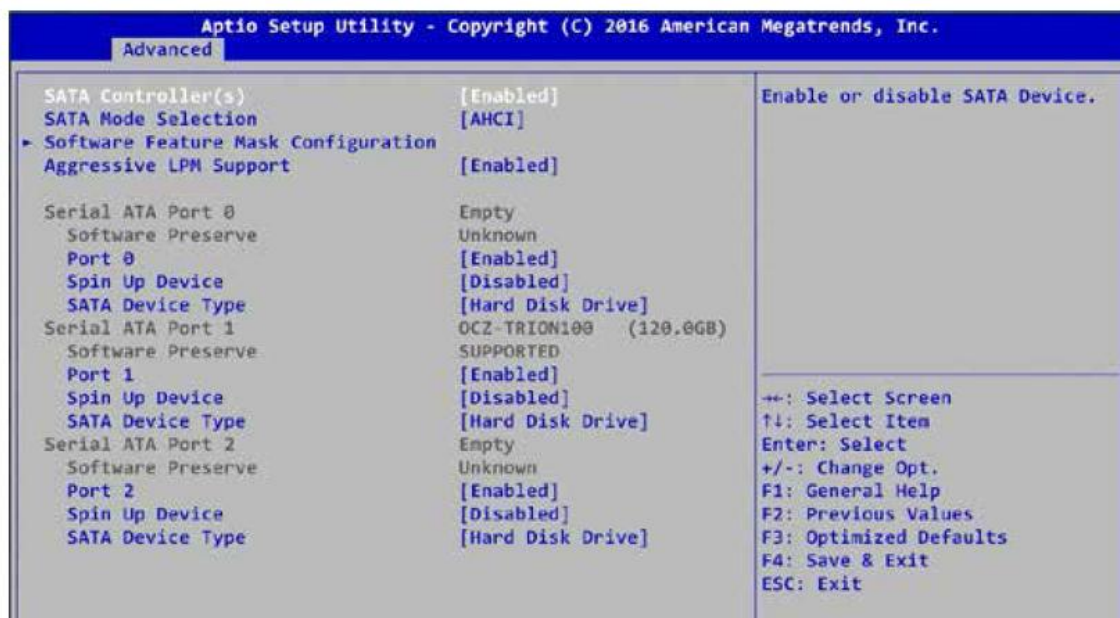 Aptio Setup Utility - Copyright (C) 2016 American Megatrends, Inc.
Advanced
SATA Controller(s) [Enabled]
SATA Mode Selection [AHCI]
► Software Feature Mask Configuration
Aggressive LPM Support [Enabled]
Serial ATA Port 0 Empty
Software Preserve Unknown
Port 0 [Enabled]
Spin Up Device [Disabled]
SATA Device Type [Hard Disk Drive]
Serial ATA Port 1 OCZ-TRION100 (120.0GB)
Software Preserve SUPPORTED
Port 1 [Enabled]
Spin Up Device [Disabled]
SATA Device Type [Hard Disk Drive]
Serial ATA Port 2 Empty
Software Preserve Unknown
Port 2 [Enabled]
Spin Up Device [Disabled]
SATA Device Type [Hard Disk Drive]
Enable or disable SATA Device.
→←: Select Screen
↑↓: Select Item
Enter: Select
+/-: Change Opt.
F1: General Help
F2: Previous Values
F3: Optimized Defaults
F4: Save & Exit
ESC: Exit